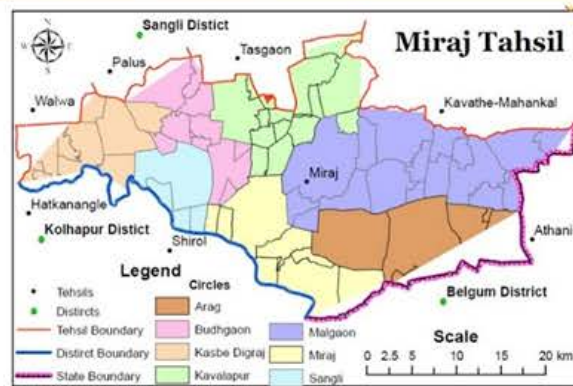 Sangli Distict
Miraj Tahsil
Tasgaon
Palus
Walwa
Kavathe-Mahankal
Miraj
Hatkanangle
Kolhapur Distict
Shirol
Athani
Belgum District
Legend
Tehsils
Distircts
Tehsil Boundary
Distirct Boundary
State Boundary
Circles
Arag
Budhgaon
Kasbe Digraj
Kavalapur
Malgaon
Miraj
Sangli
Scale
0 2.5 5 10 15 20 km